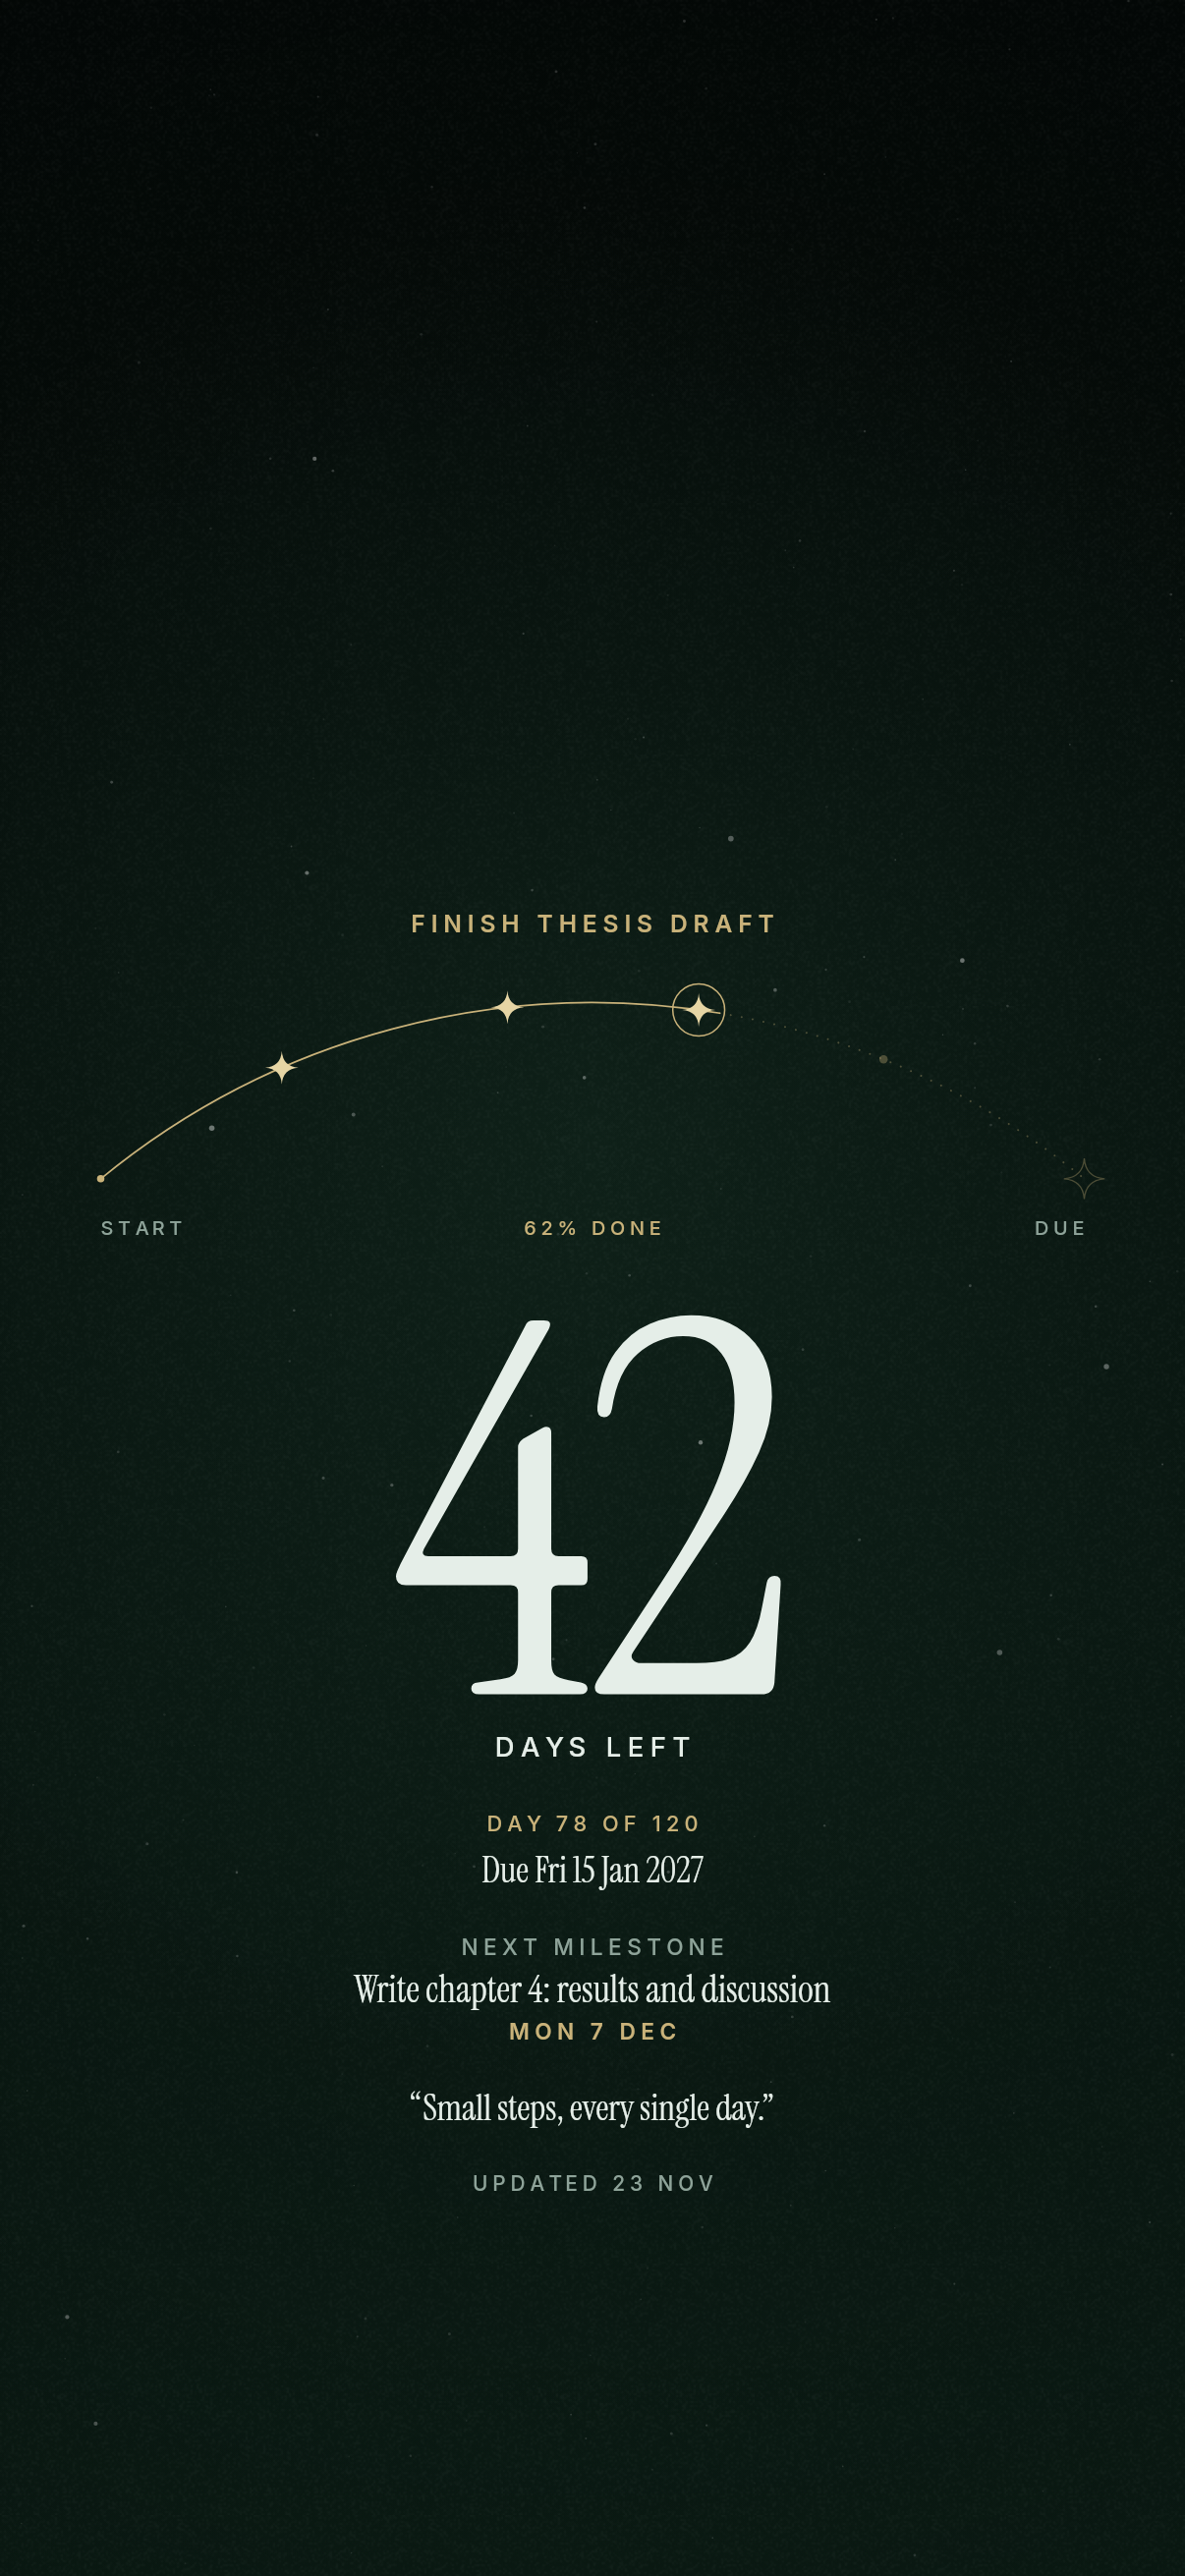 FINISH THESIS DRAFT
START
62% DONE
DUE
42
DAYS LEFT
DAY 78 OF 120
Due Fri 15 Jan 2027
NEXT MILESTONE
Write chapter 4: results and discussion
MON 7 DEC
“Small steps, every single day.”
UPDATED 23 NOV